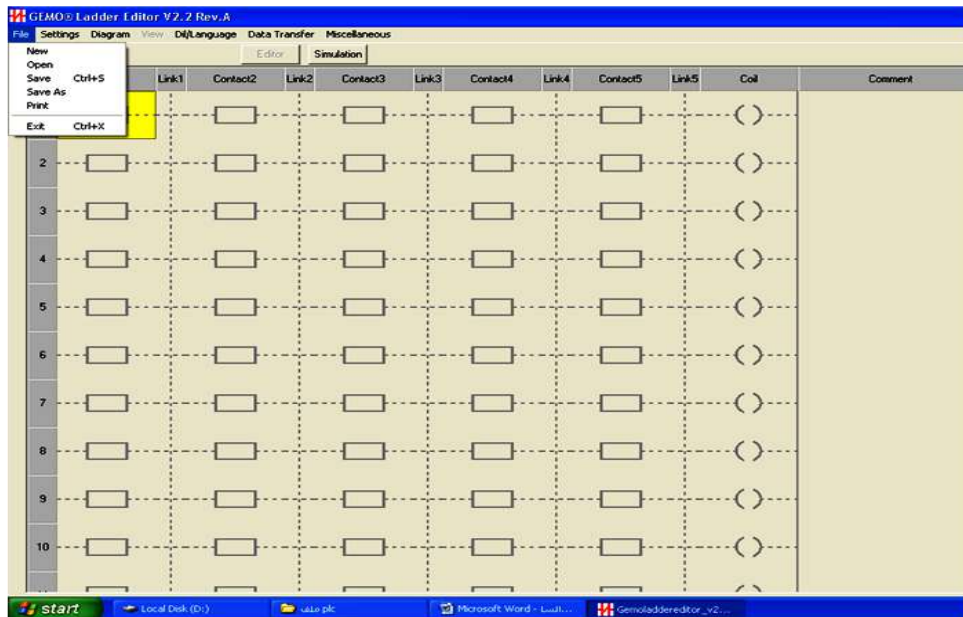 GEMO® Ladder Editor V2.2 Rev.A
File Settings Diagram View Dil/Language Data Transfer Miscellaneous
Editor Simulation
New
Open
Save Ctrl+S
Save As
Print
Exit Ctrl+X
Link1 Contact2 Link2 Contact3 Link3 Contact4 Link4 Contact5 Link5 Coil Comment
2
3
4
5
6
7
8
9
10
start Local Disk (D:) ملف plc Microsoft Word - ... Gemoladdereditor_v2...